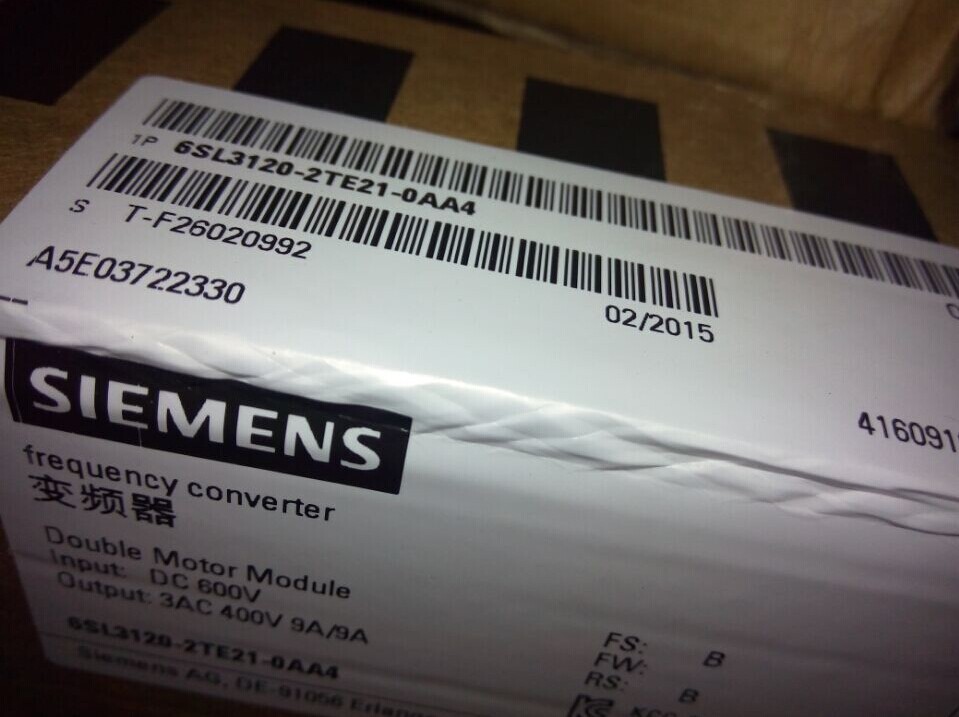 1P 6SL3120-2TE21-0AA4
S T-F26020992
A5E03722330 02/2015
SIEMENS
frequency converter
变频器
Double Motor Module
Input: DC 600V
Output: 3AC 400V 9A/9A
6SL3120-2TE21-0AA4
Siemens AG, DE-91056
FS: B
FW:
RS: B